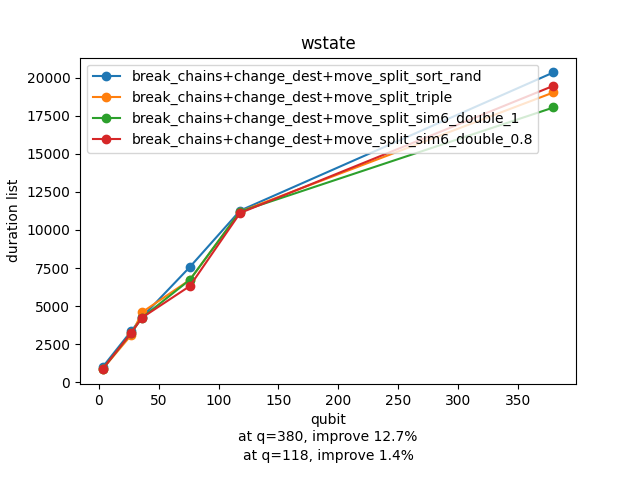 wstate
break_chains+change_dest+move_split_sort_rand
break_chains+change_dest+move_split_triple
break_chains+change_dest+move_split_sim6_double_1
break_chains+change_dest+move_split_sim6_double_0.8
duration list
20000
17500
15000
12500
10000
7500
5000
2500
0
0 50 100 150 200 250 300 350
qubit
at q=380, improve 12.7%
at q=118, improve 1.4%